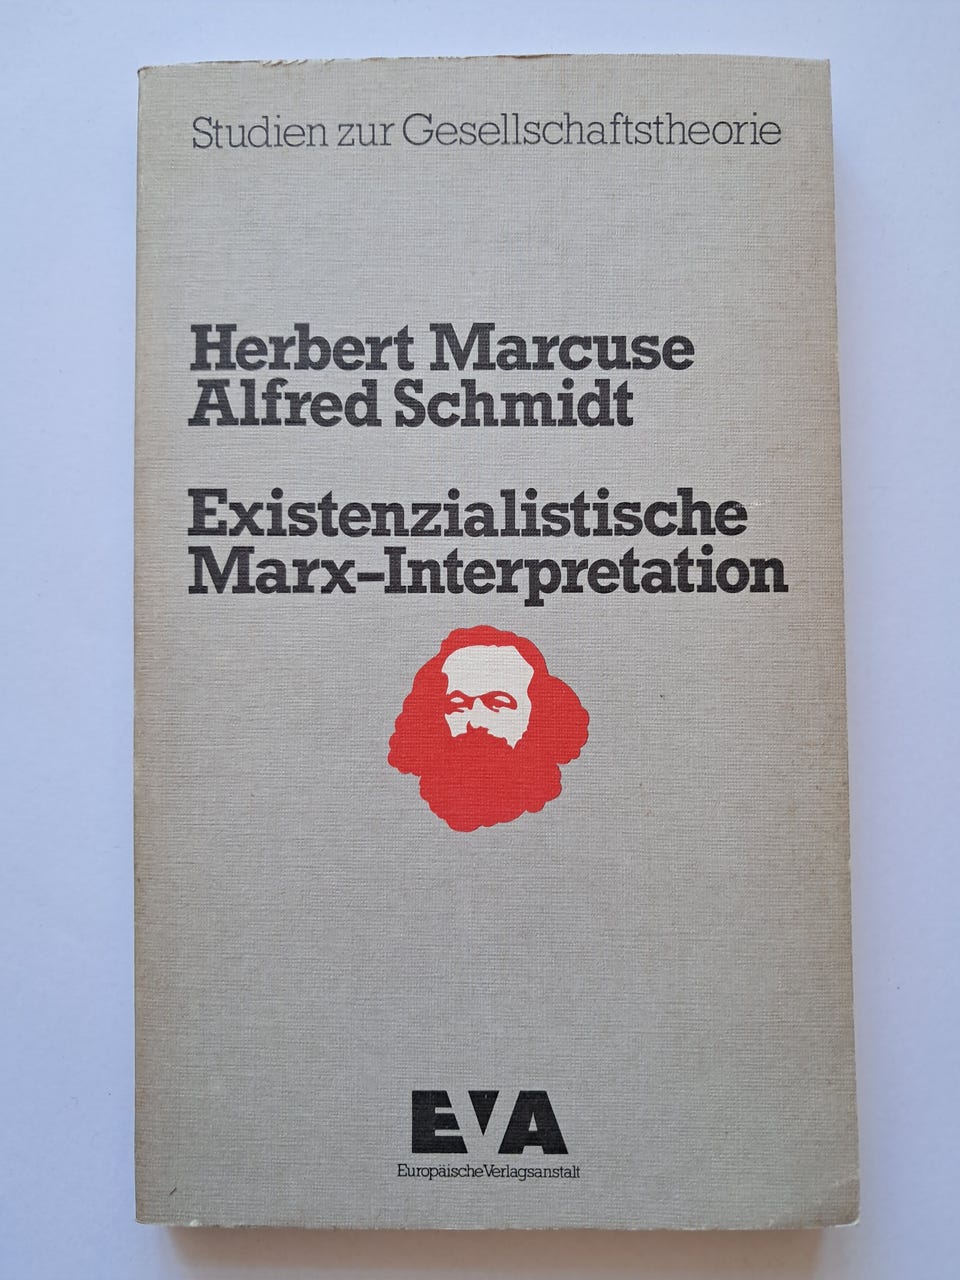 Studien zur Gesellschaftstheorie
Herbert Marcuse
Alfred Schmidt
Existenzialistische
Marx-Interpretation
EVA
Europäische Verlagsanstalt